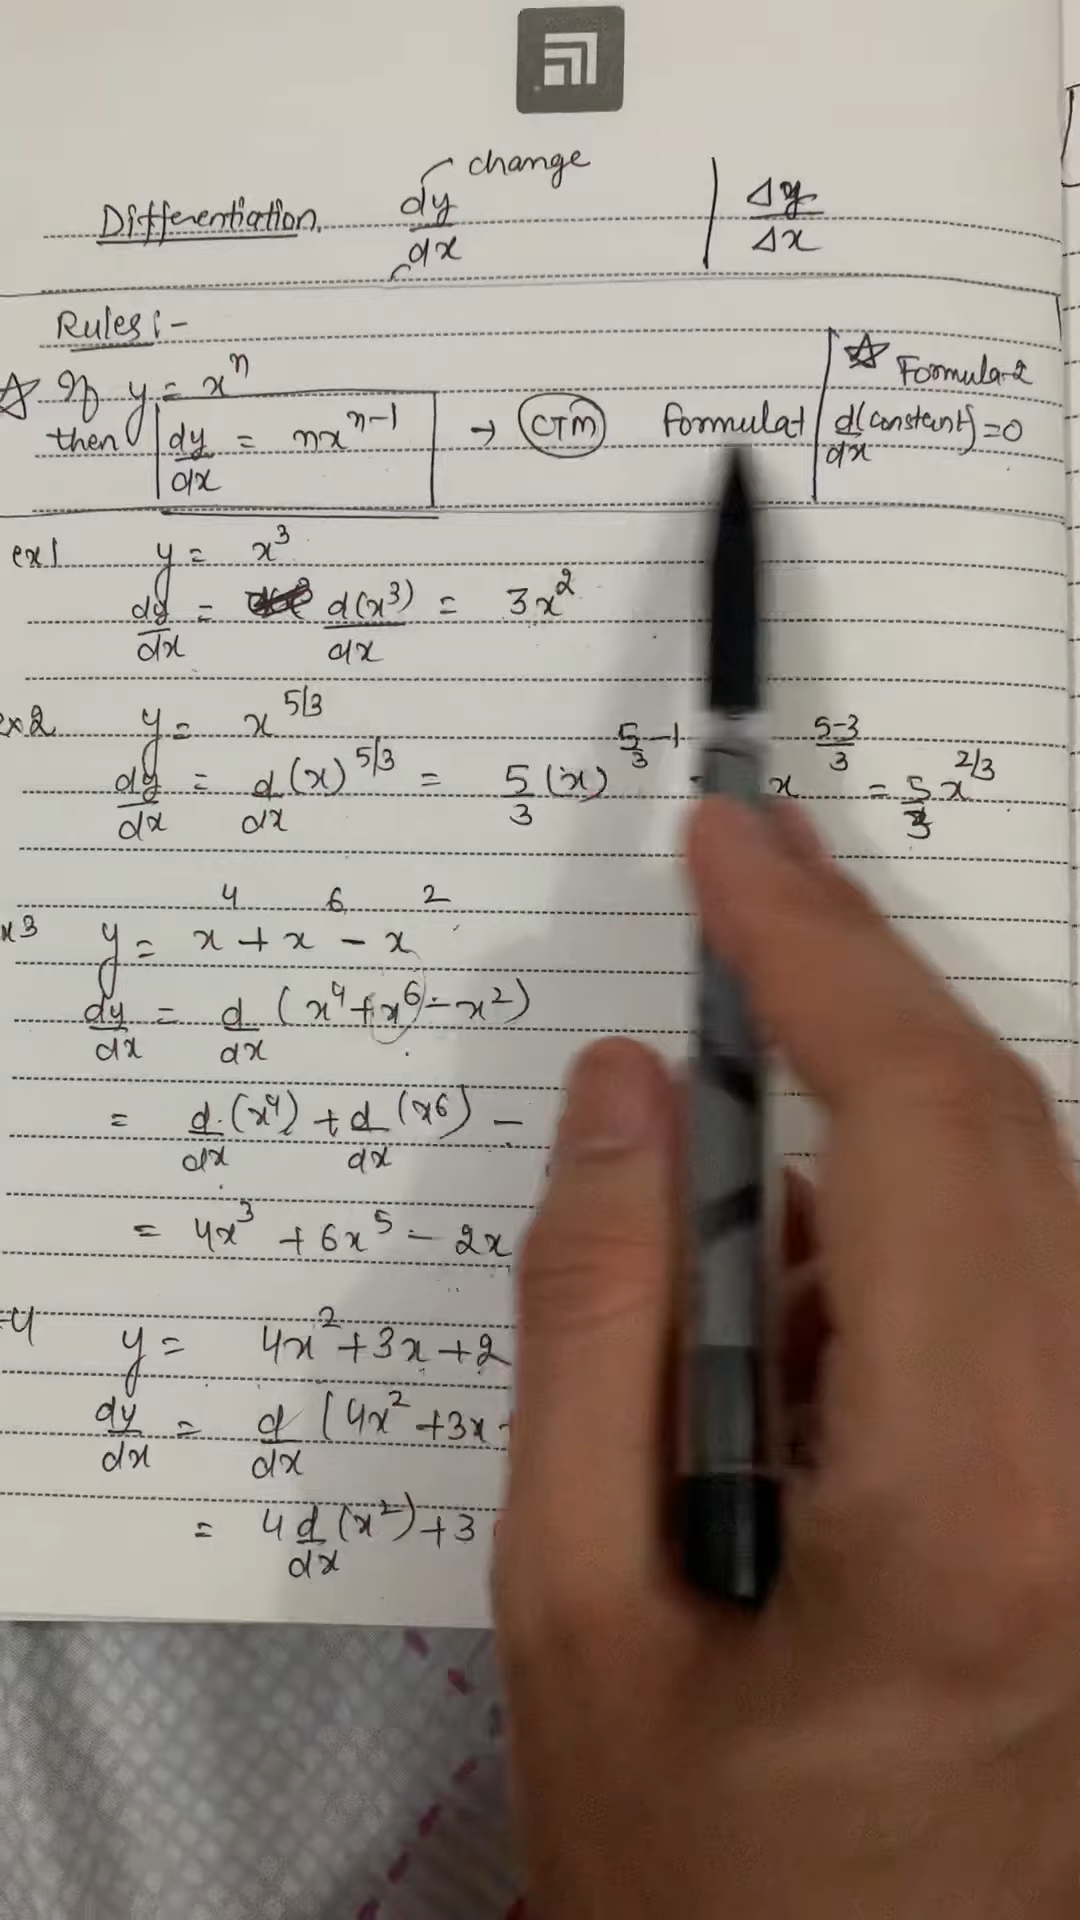 change
Differentiation. dy/dx | Δy/Δx
Rules :-
☆ If y = x^n
then dy/dx = nx^(n-1) → CTM Formula1
☆ Formula-2
d(constant)/dx = 0
ex1 y = x^3
dy/dx = d(x^3)/dx = 3x^2
ex2 y = x^5/3
dy/dx = d/dx (x)^5/3 = 5/3 (x)^(5/3 - 1) = x^((5-3)/3) = 5/3 x^2/3
x3 y = x^4 + x^6 - x^2
dy/dx = d/dx (x^4 + x^6 - x^2)
= d/dx (x^4) + d/dx (x^6) -
= 4x^3 + 6x^5 - 2x
4 y = 4x^2 + 3x + 2
dy/dx = d/dx (4x^2 + 3x
= 4 d/dx (x^2) + 3